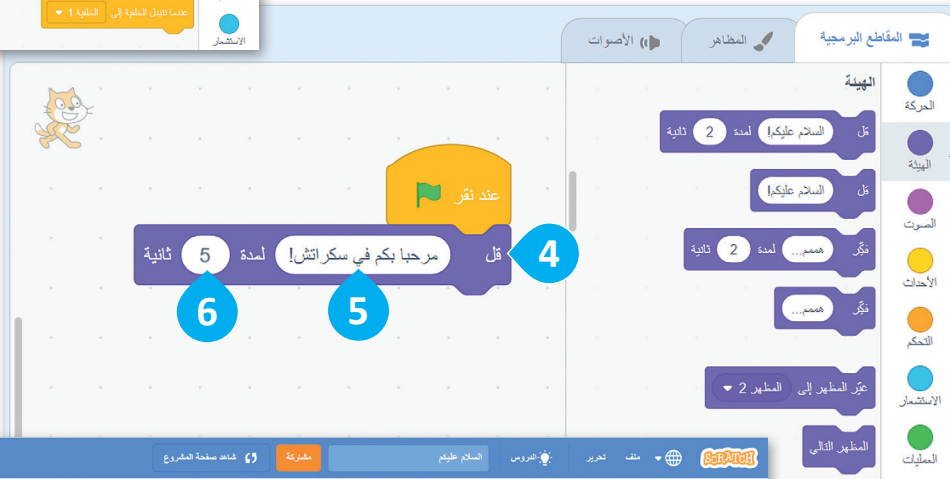 عندما تتبدل الخلفية إلى الخلفية 1
الاستشعار
المقاطع البرمجية
المظاهر
الأصوات
الهيئة
الحركة
الهيئة
الصوت
الأحداث
التحكم
الاستشعار
العمليات
قل السلام عليكم! لمدة 2 ثانية
قل السلام عليكم!
فكّر هممم... لمدة 2 ثانية
فكّر هممم...
غيّر المظهر إلى المظهر 2
المظهر التالي
عند نقر
قل مرحبا بكم في سكراتش! لمدة 5 ثانية
4
5
6
SCRATCH ملف تحرير الدروس السلام عليكم مشاركة شاهد صفحة المشروع